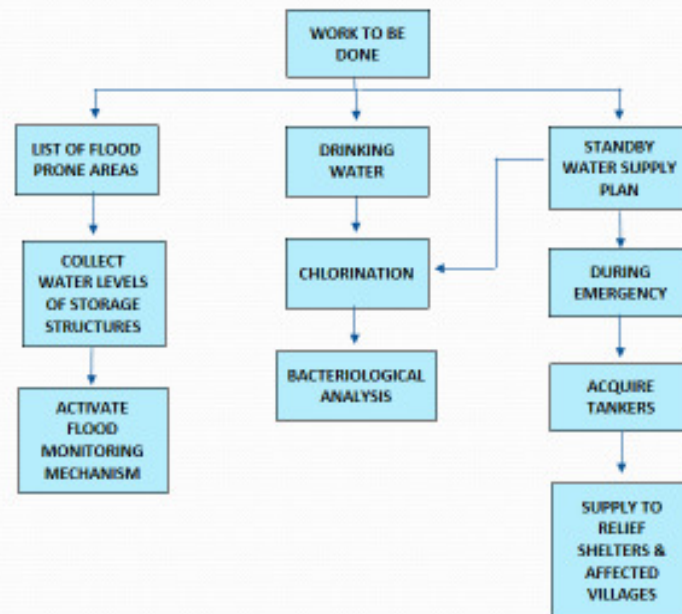 WORK TO BE
DONE
LIST OF FLOOD
PRONE AREAS
DRINKING
WATER
STANDBY
WATER SUPPLY
PLAN
COLLECT
WATER LEVELS
OF STORAGE
STRUCTURES
CHLORINATION
DURING
EMERGENCY
BACTERIOLOGICAL
ANALYSIS
ACTIVATE
FLOOD
MONITORING
MECHANISM
ACQUIRE
TANKERS
SUPPLY TO
RELIEF
SHELTERS &
AFFECTED
VILLAGES